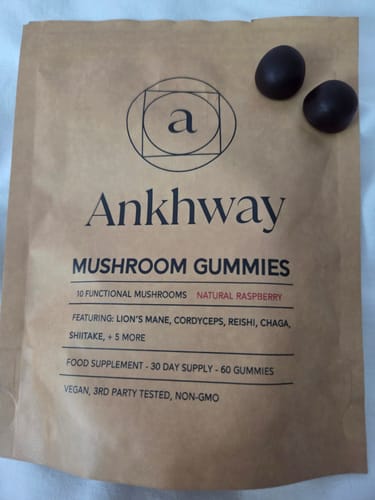 a
Ankhway
MUSHROOM GUMMIES
10 FUNCTIONAL MUSHROOMS NATURAL RASPBERRY
FEATURING: LION'S MANE, CORDYCEPS, REISHI, CHAGA,
SHIITAKE, + 5 MORE
FOOD SUPPLEMENT - 30 DAY SUPPLY - 60 GUMMIES
VEGAN, 3RD PARTY TESTED, NON-GMO